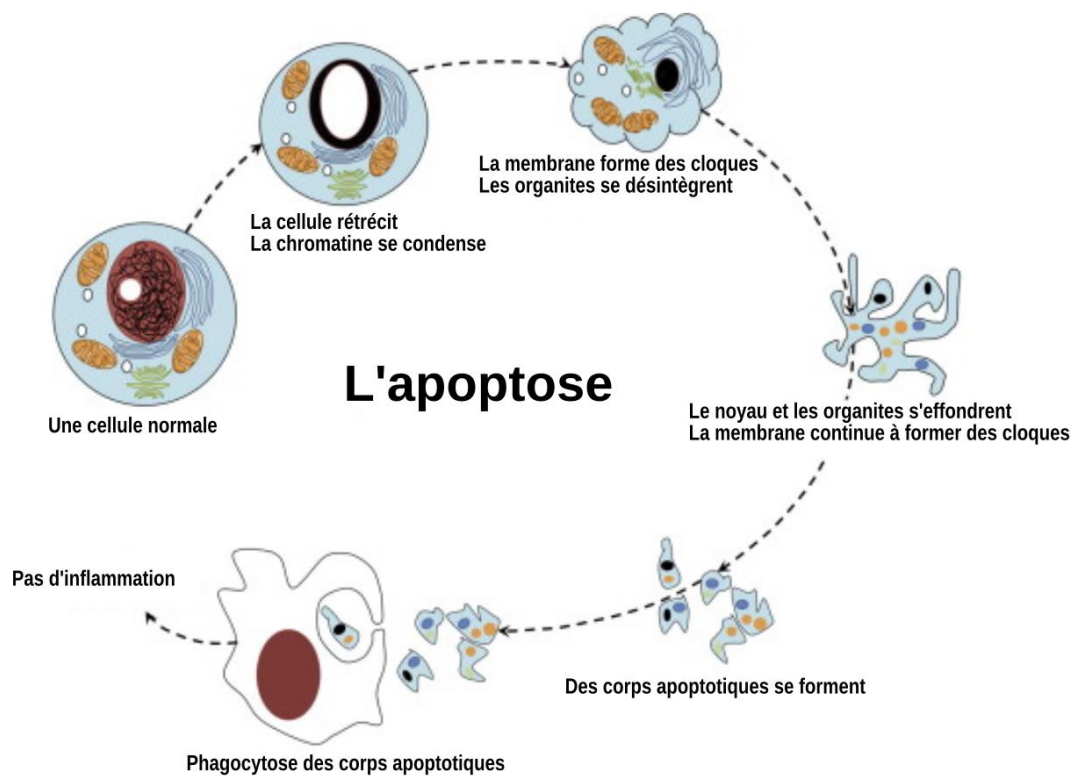 La membrane forme des cloques
Les organites se désintègrent
La cellule rétrécit
La chromatine se condense
L'apoptose
Une cellule normale
Le noyau et les organites s'effondrent
La membrane continue à former des cloques
Pas d'inflammation
Des corps apoptotiques se forment
Phagocytose des corps apoptotiques